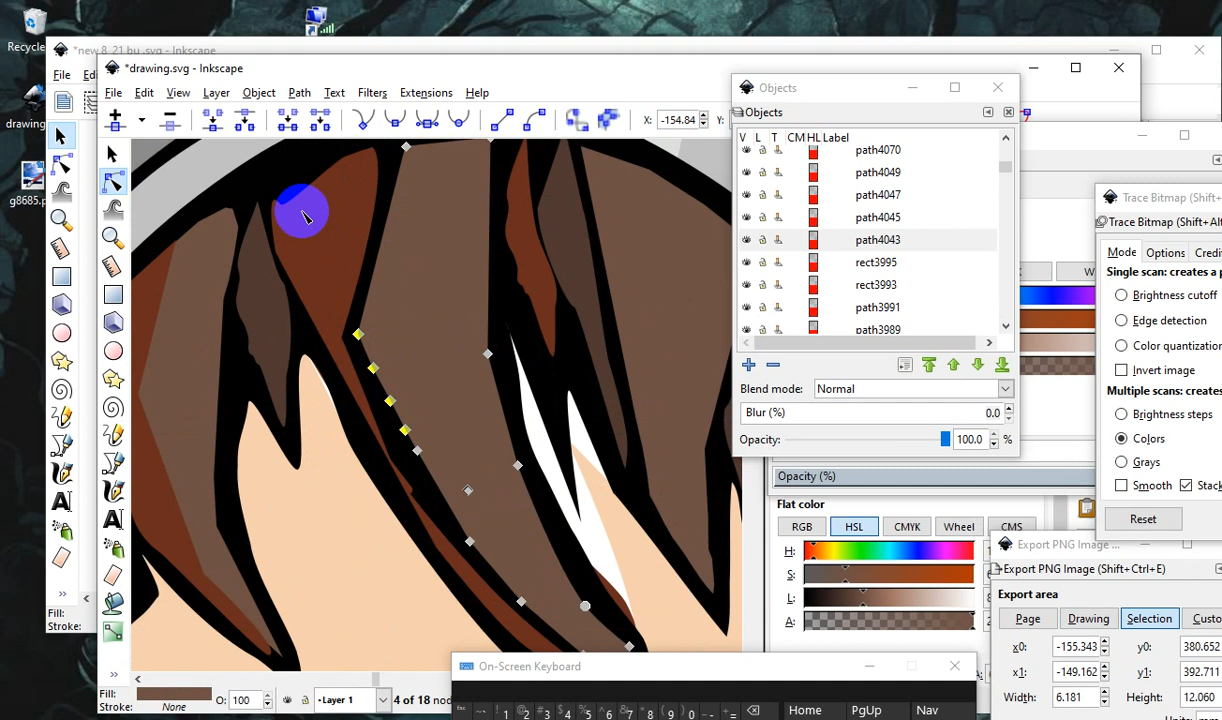 Recycle
*new 8_21 bu .svg - Inkscape
File
*drawing.svg - Inkscape
File Edit View Layer Object Path Text Filters Extensions Help
X: -154.84 Y:
drawing
g8685.p
Objects
Objects
V L T CM HL Label
path4070
path4049
path4047
path4045
path4043
rect3995
rect3993
path3991
path3989
Blend mode: Normal
Blur (%) 0.0
Opacity: 100.0 %
Opacity (%)
Flat color
RGB HSL CMYK Wheel CMS
H:
S:
L:
A:
Trace Bitmap (Shift+Alt
Trace Bitmap (Shift+Alt
Mode Options Credi
Single scan: creates a p
Brightness cutoff
Edge detection
Color quantization
Invert image
Multiple scans: creates
Brightness steps
Colors
Grays
Smooth Stack
Reset
Export PNG Image ...
Export PNG Image (Shift+Ctrl+E)
Export area
Page Drawing Selection Custo
x0: -155.343 y0: 380.652
x1: -149.162 y1: 392.711
Width: 6.181 Height: 12.060
On-Screen Keyboard
Home PgUp Nav
Fill:
Stroke:
Fill:
Stroke: None
O: 100
Layer 1
4 of 18 nod